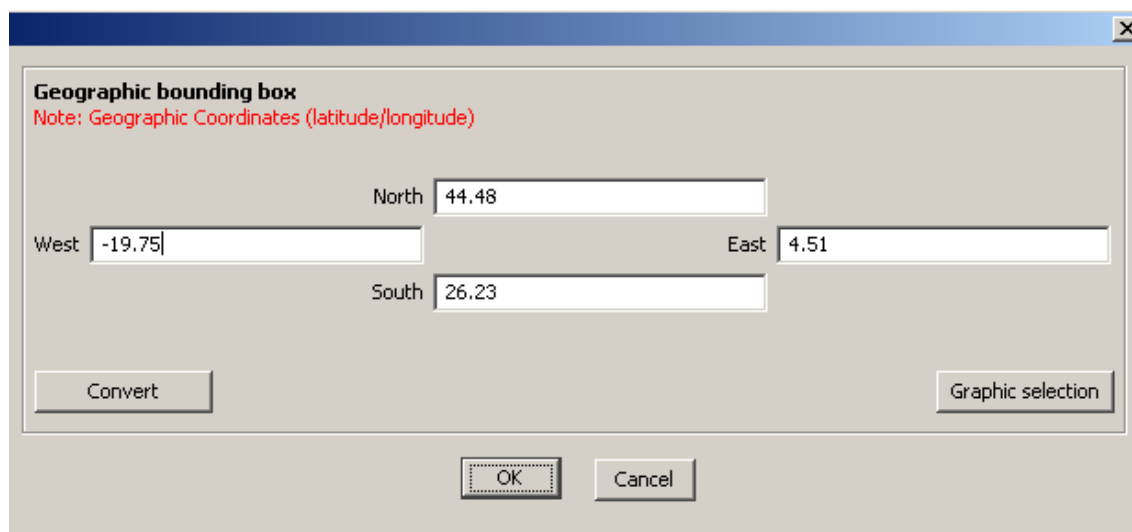 Geographic bounding box
Note: Geographic Coordinates (latitude/longitude)
North 44.48
West -19.75 East 4.51
South 26.23
Convert Graphic selection
OK Cancel